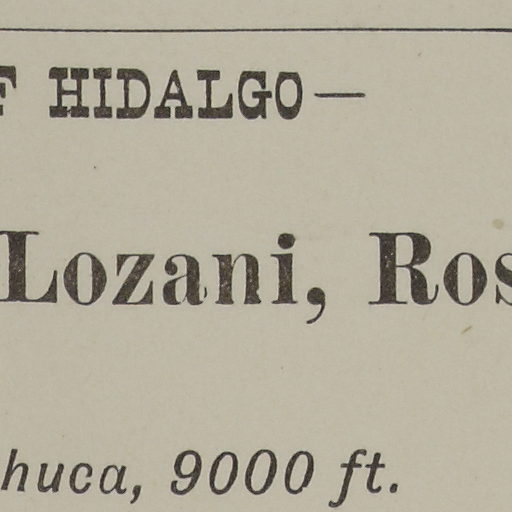 F HIDALGO—
Lozani, Ros
huca, 9000 ft.